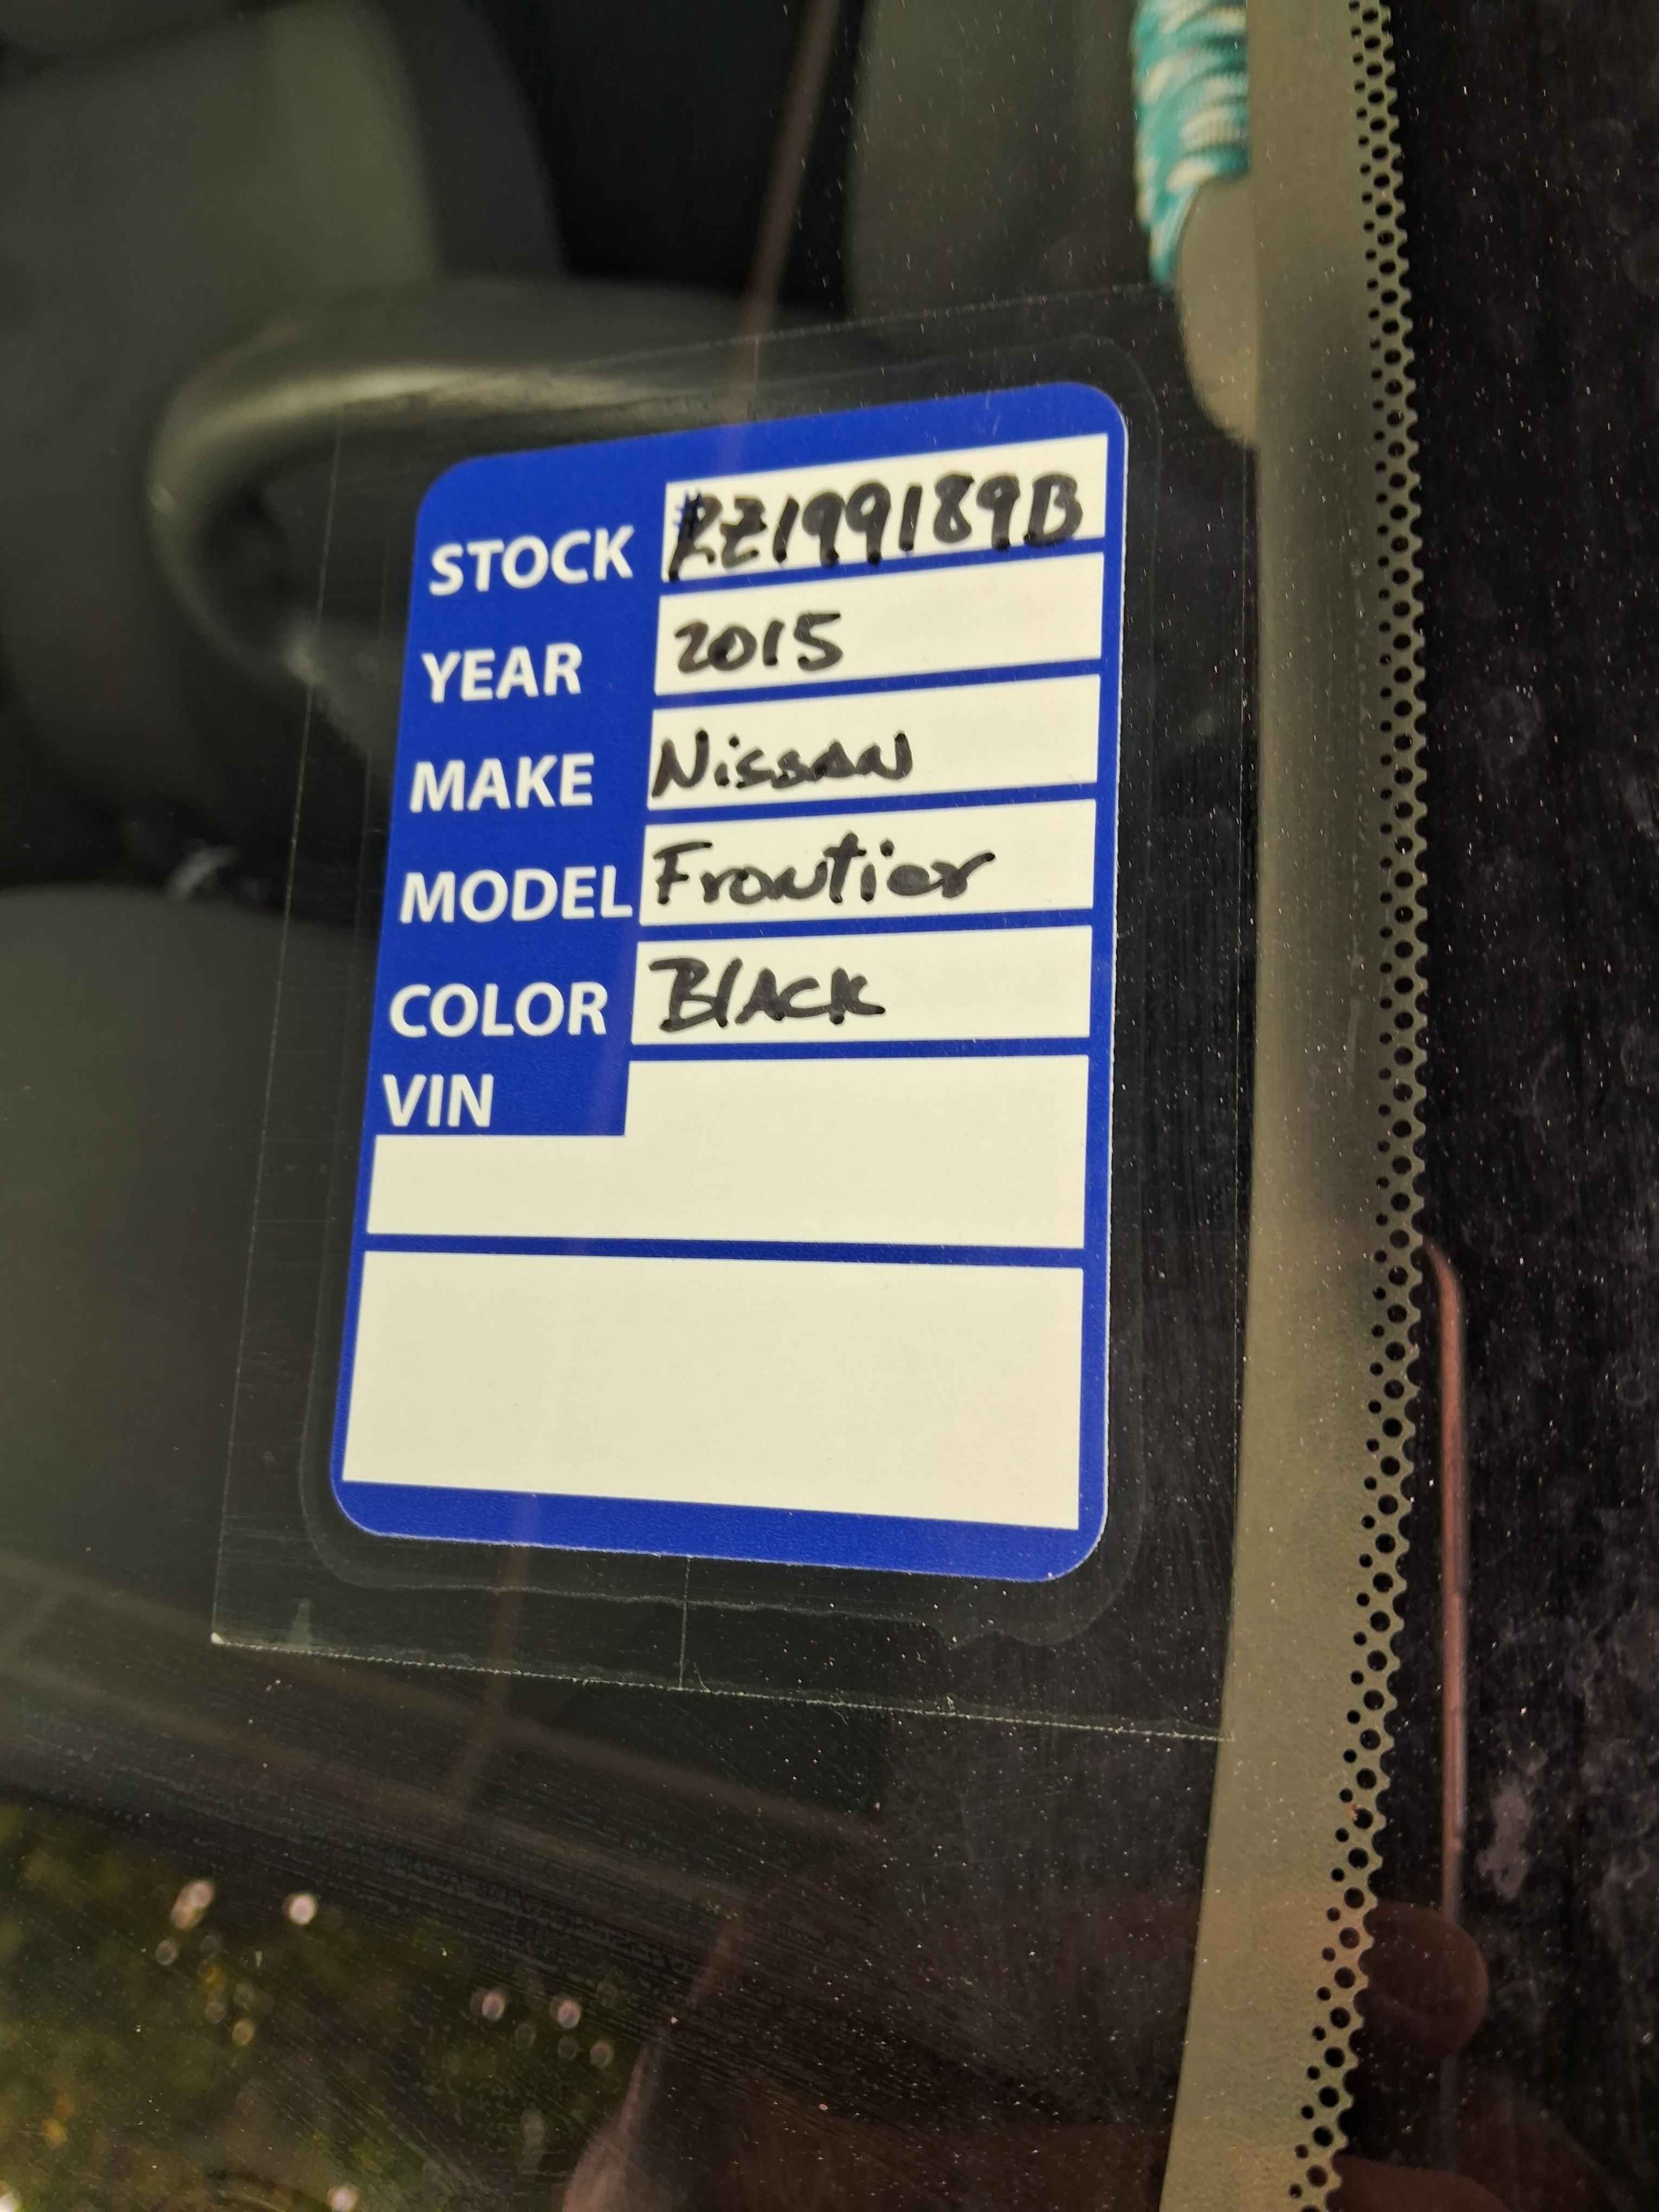 STOCK #RZ199189B
YEAR 2015
MAKE Nissan
MODEL Frontier
COLOR Black
VIN